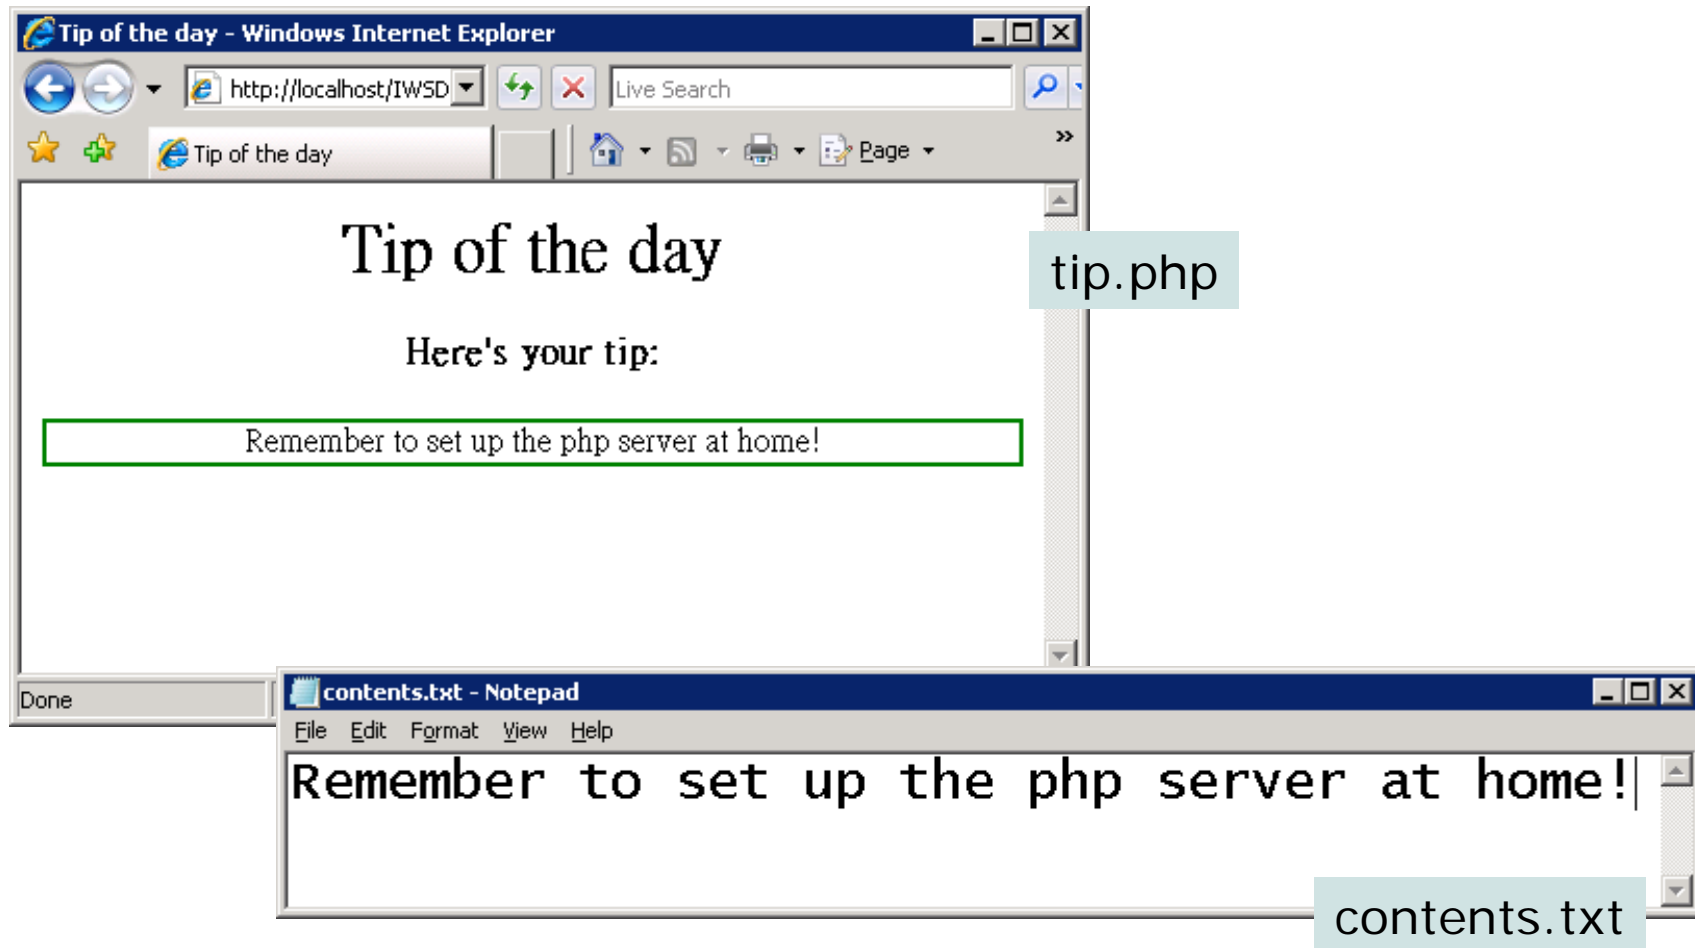 Tip of the day - Windows Internet Explorer
http://localhost/IWSD
Live Search
Tip of the day
Page
»
Tip of the day
tip.php
Here's your tip:
Remember to set up the php server at home!
Done
contents.txt - Notepad
File Edit Format View Help
Remember to set up the php server at home!
contents.txt